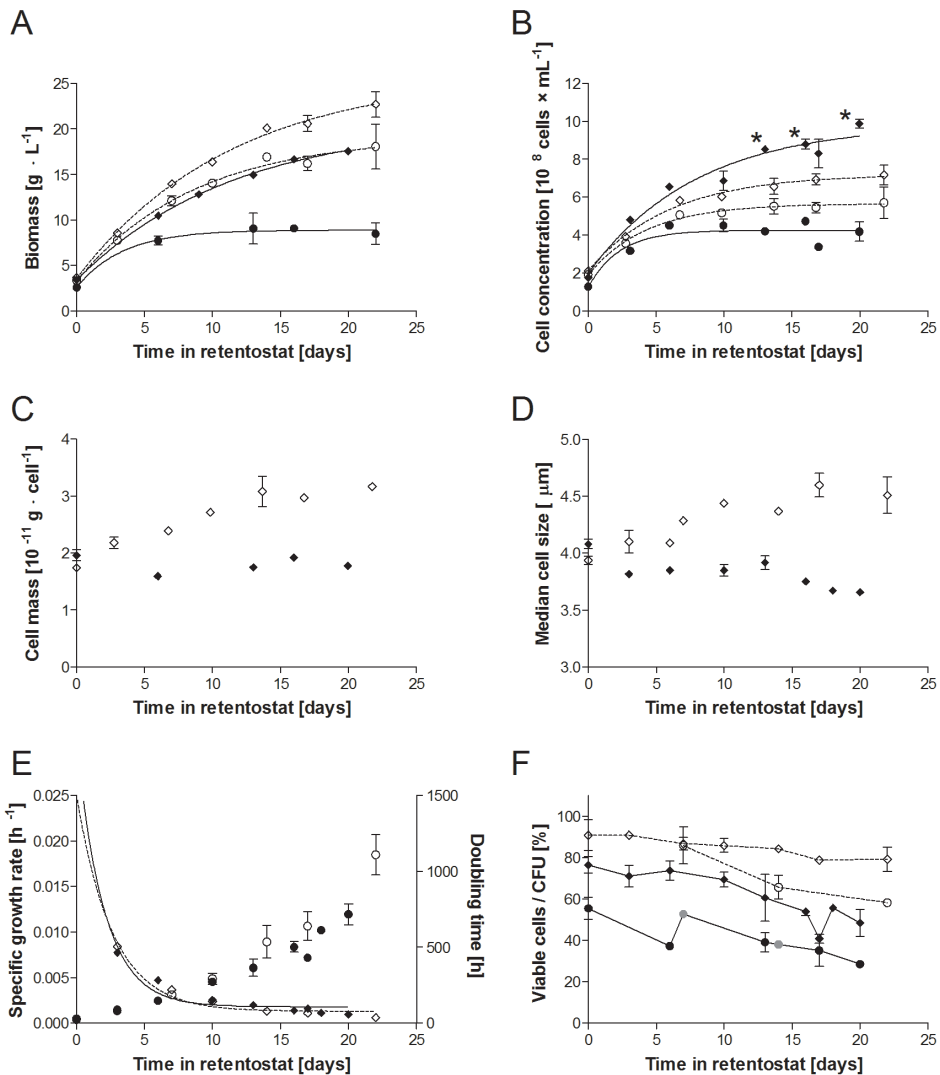 A
Biomass [g · L-1]
25
20
15
10
5
0
0 5 10 15 20 25
Time in retentostat [days]
B
Cell concentration [10 8 cells × mL-1]
12
10
8
6
4
2
0
* * *
0 5 10 15 20 25
Time in retentostat [days]
C
Cell mass [10 -11 g · cell-1]
4
3
2
1
0
0 5 10 15 20 25
Time in retentostat [days]
D
Median cell size [ μm]
5.0
4.5
4.0
3.5
3.0
0 5 10 15 20 25
Time in retentostat [days]
E
Specific growth rate [h -1]
0.025
0.020
0.015
0.010
0.005
0.000
1500
1000
500
0
Doubling time [h]
0 5 10 15 20 25
Time in retentostat [days]
F
Viable cells / CFU [%]
100
80
60
40
20
0
0 5 10 15 20 25
Time in retentostat [days]